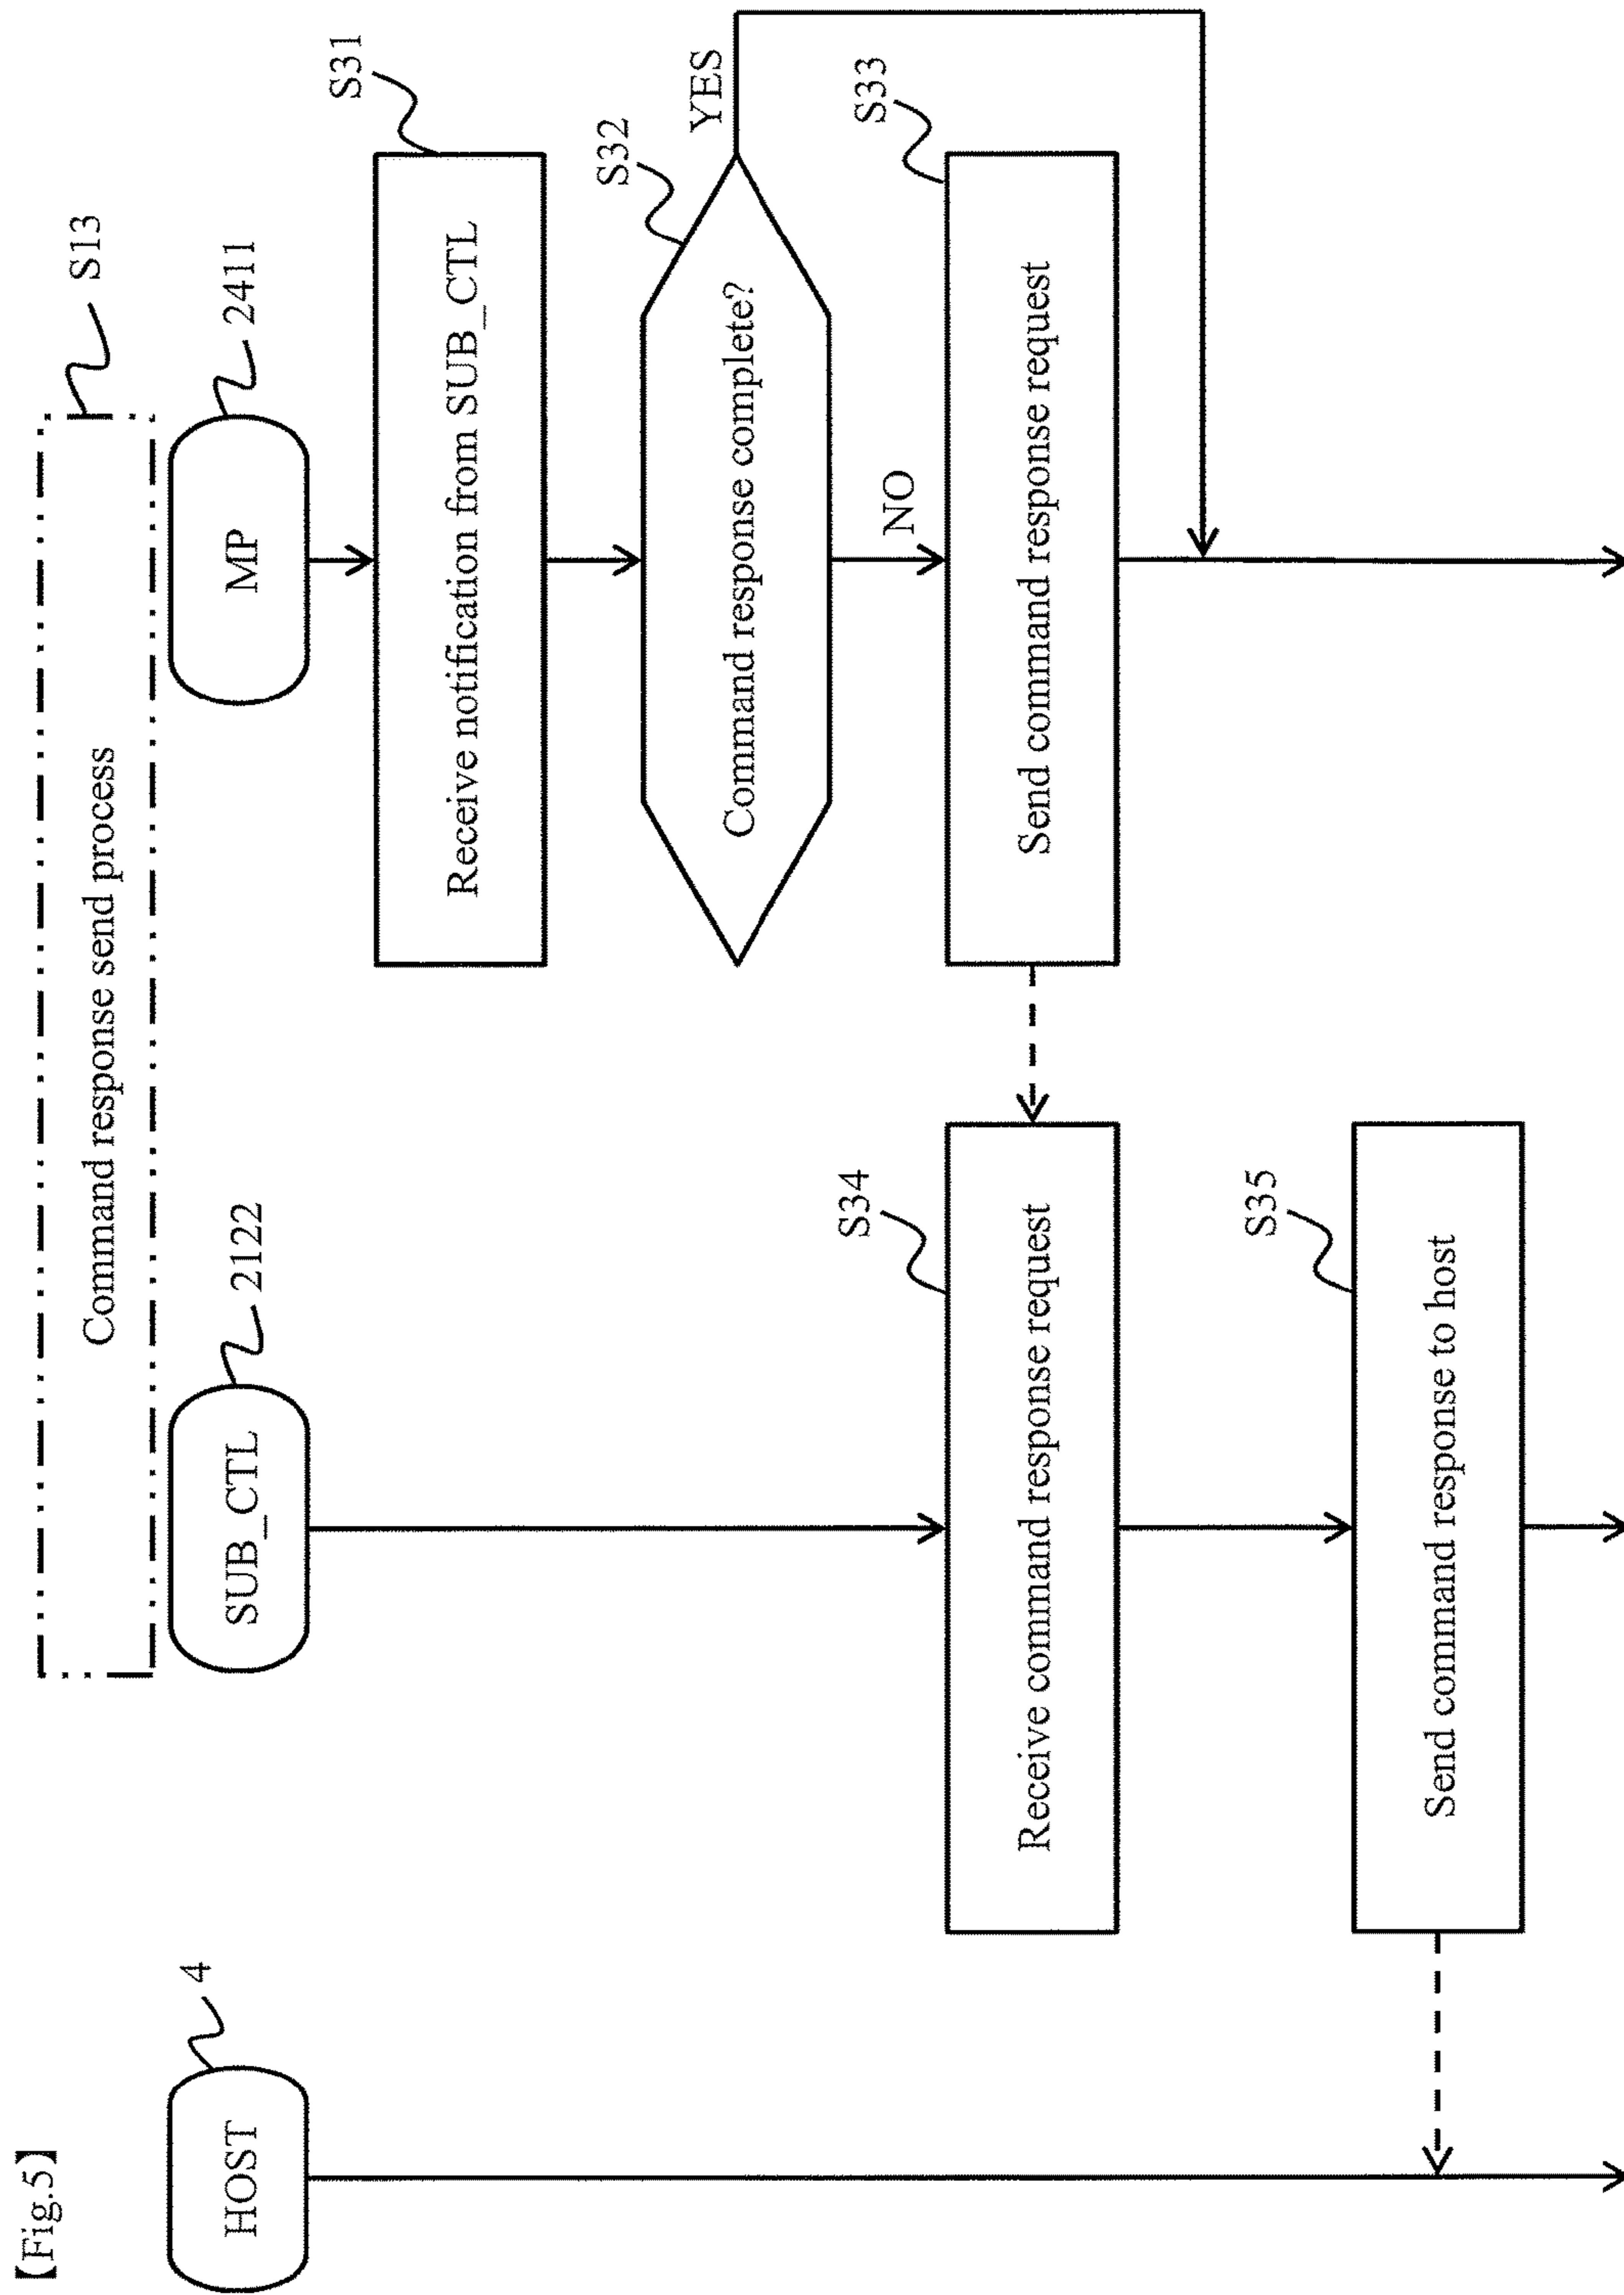 【Fig.5】
Command response send process
S13
HOST
4
SUB_CTL
2122
MP
2411
Receive notification from SUB_CTL
S31
Command response complete?
S32
YES
NO
Send command response request
S33
Receive command response request
S34
Send command response to host
S35